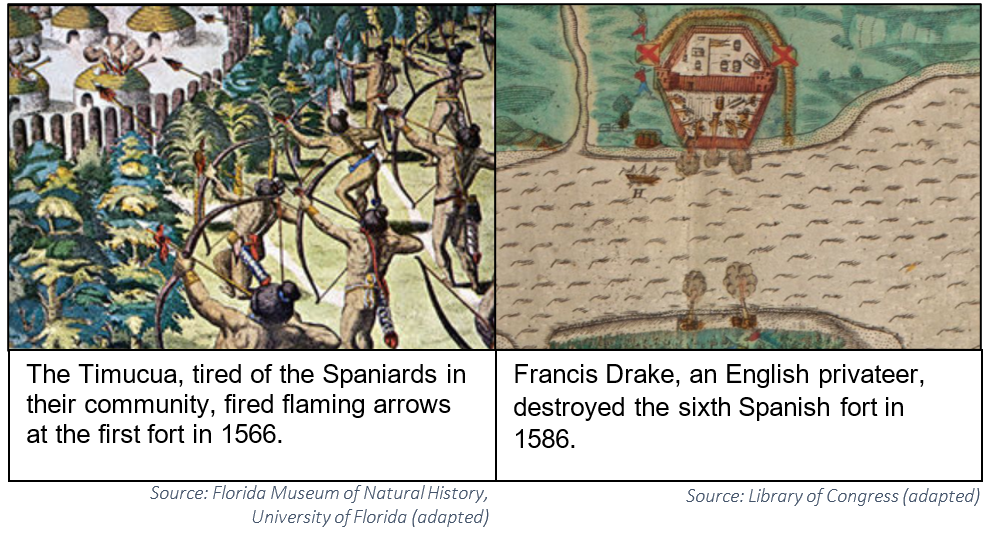 H
The Timucua, tired of the Spaniards in
their community, fired flaming arrows
at the first fort in 1566.
Francis Drake, an English privateer,
destroyed the sixth Spanish fort in
1586.
Source: Florida Museum of Natural History,
University of Florida (adapted)
Source: Library of Congress (adapted)